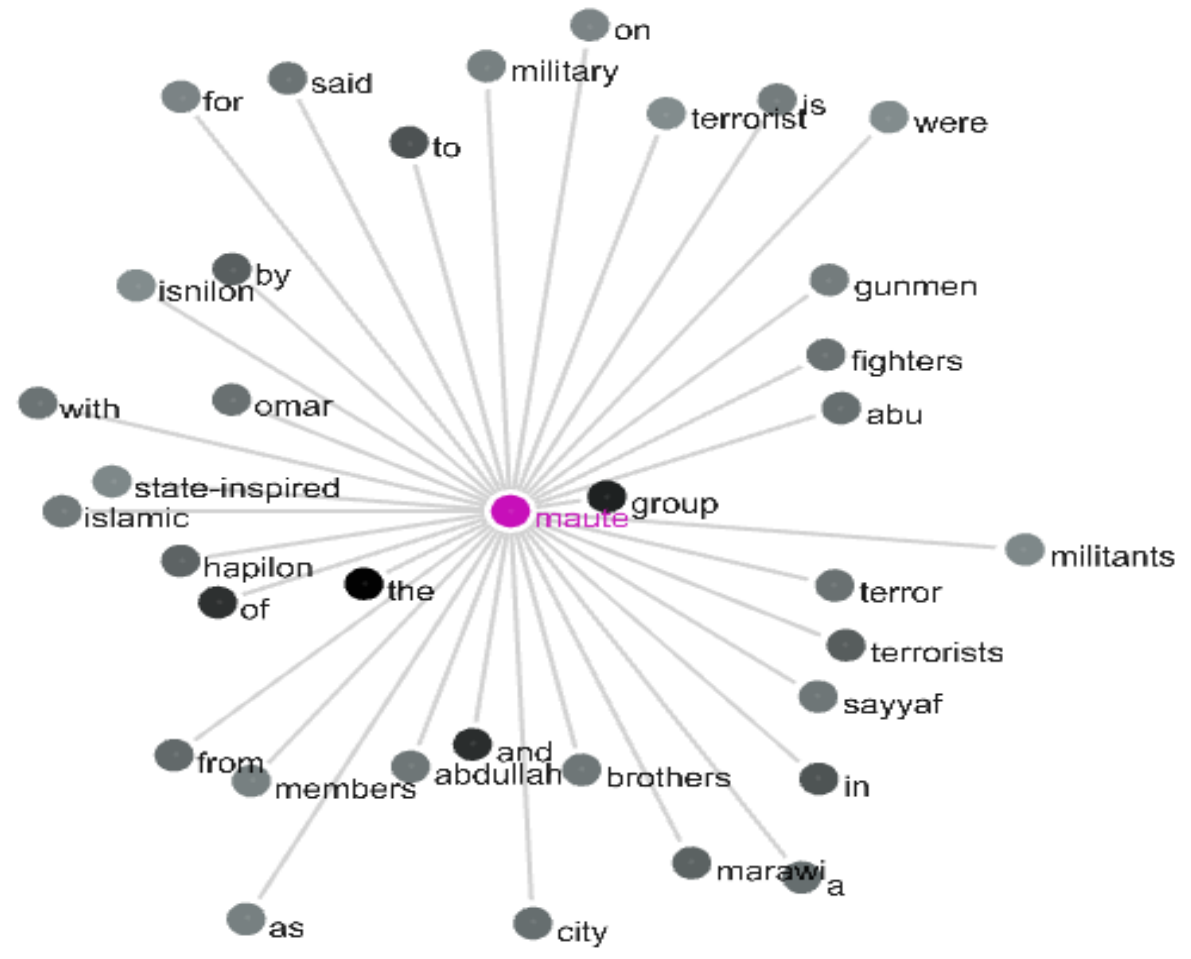 on
military
said
for
is
terrorist
were
to
by
isnilon
gunmen
fighters
omar
with
abu
state-inspired
group
islamic
maute
militants
hapilon
the
terror
of
terrorists
sayyaf
and
from
abdullah
brothers
in
members
marawi
a
as
city